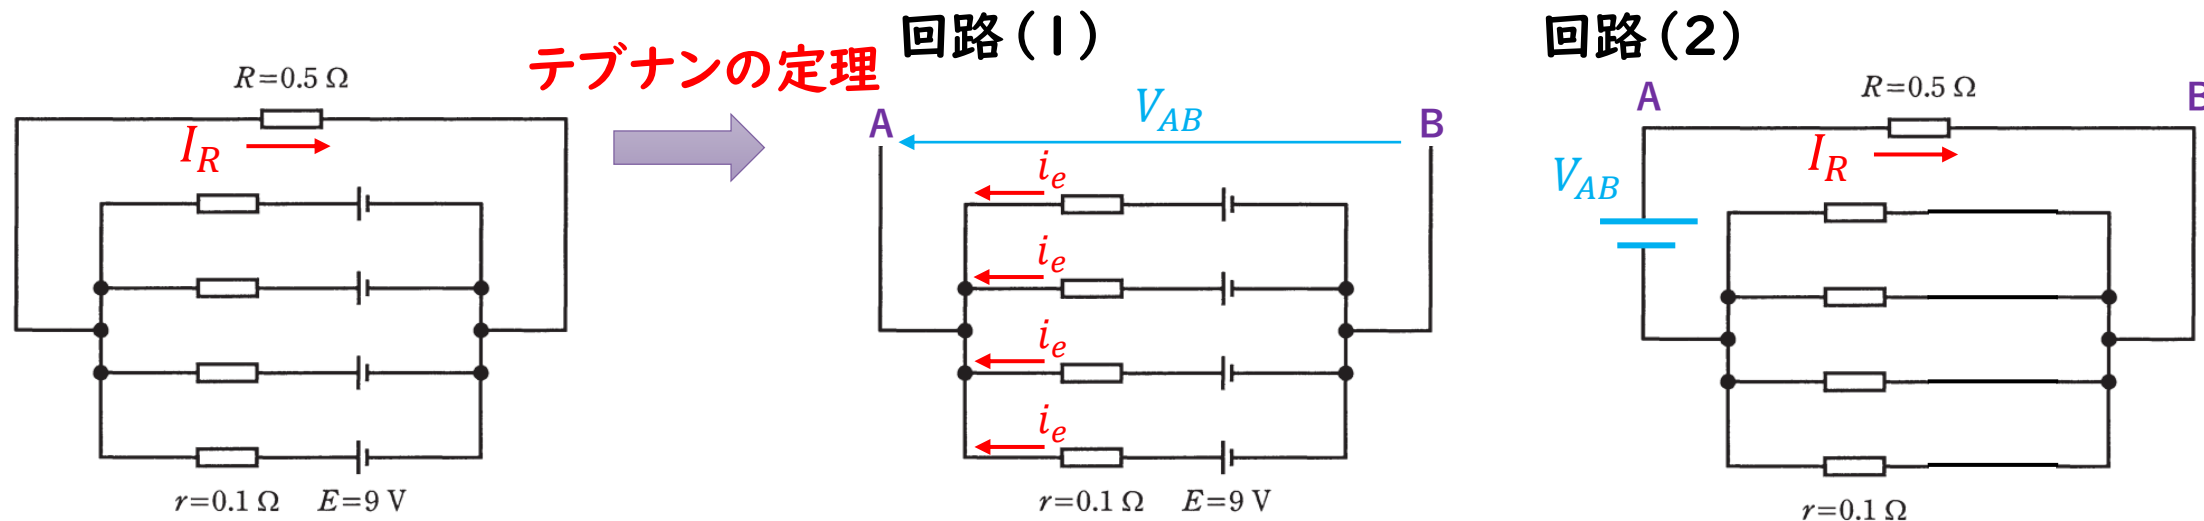 R=0.5 Ω
I_R
r=0.1 Ω E=9 V
テブナンの定理
回路(1)
A
B
V_AB
i_e
i_e
i_e
i_e
r=0.1 Ω E=9 V
回路(2)
A
B
R=0.5 Ω
I_R
V_AB
r=0.1 Ω